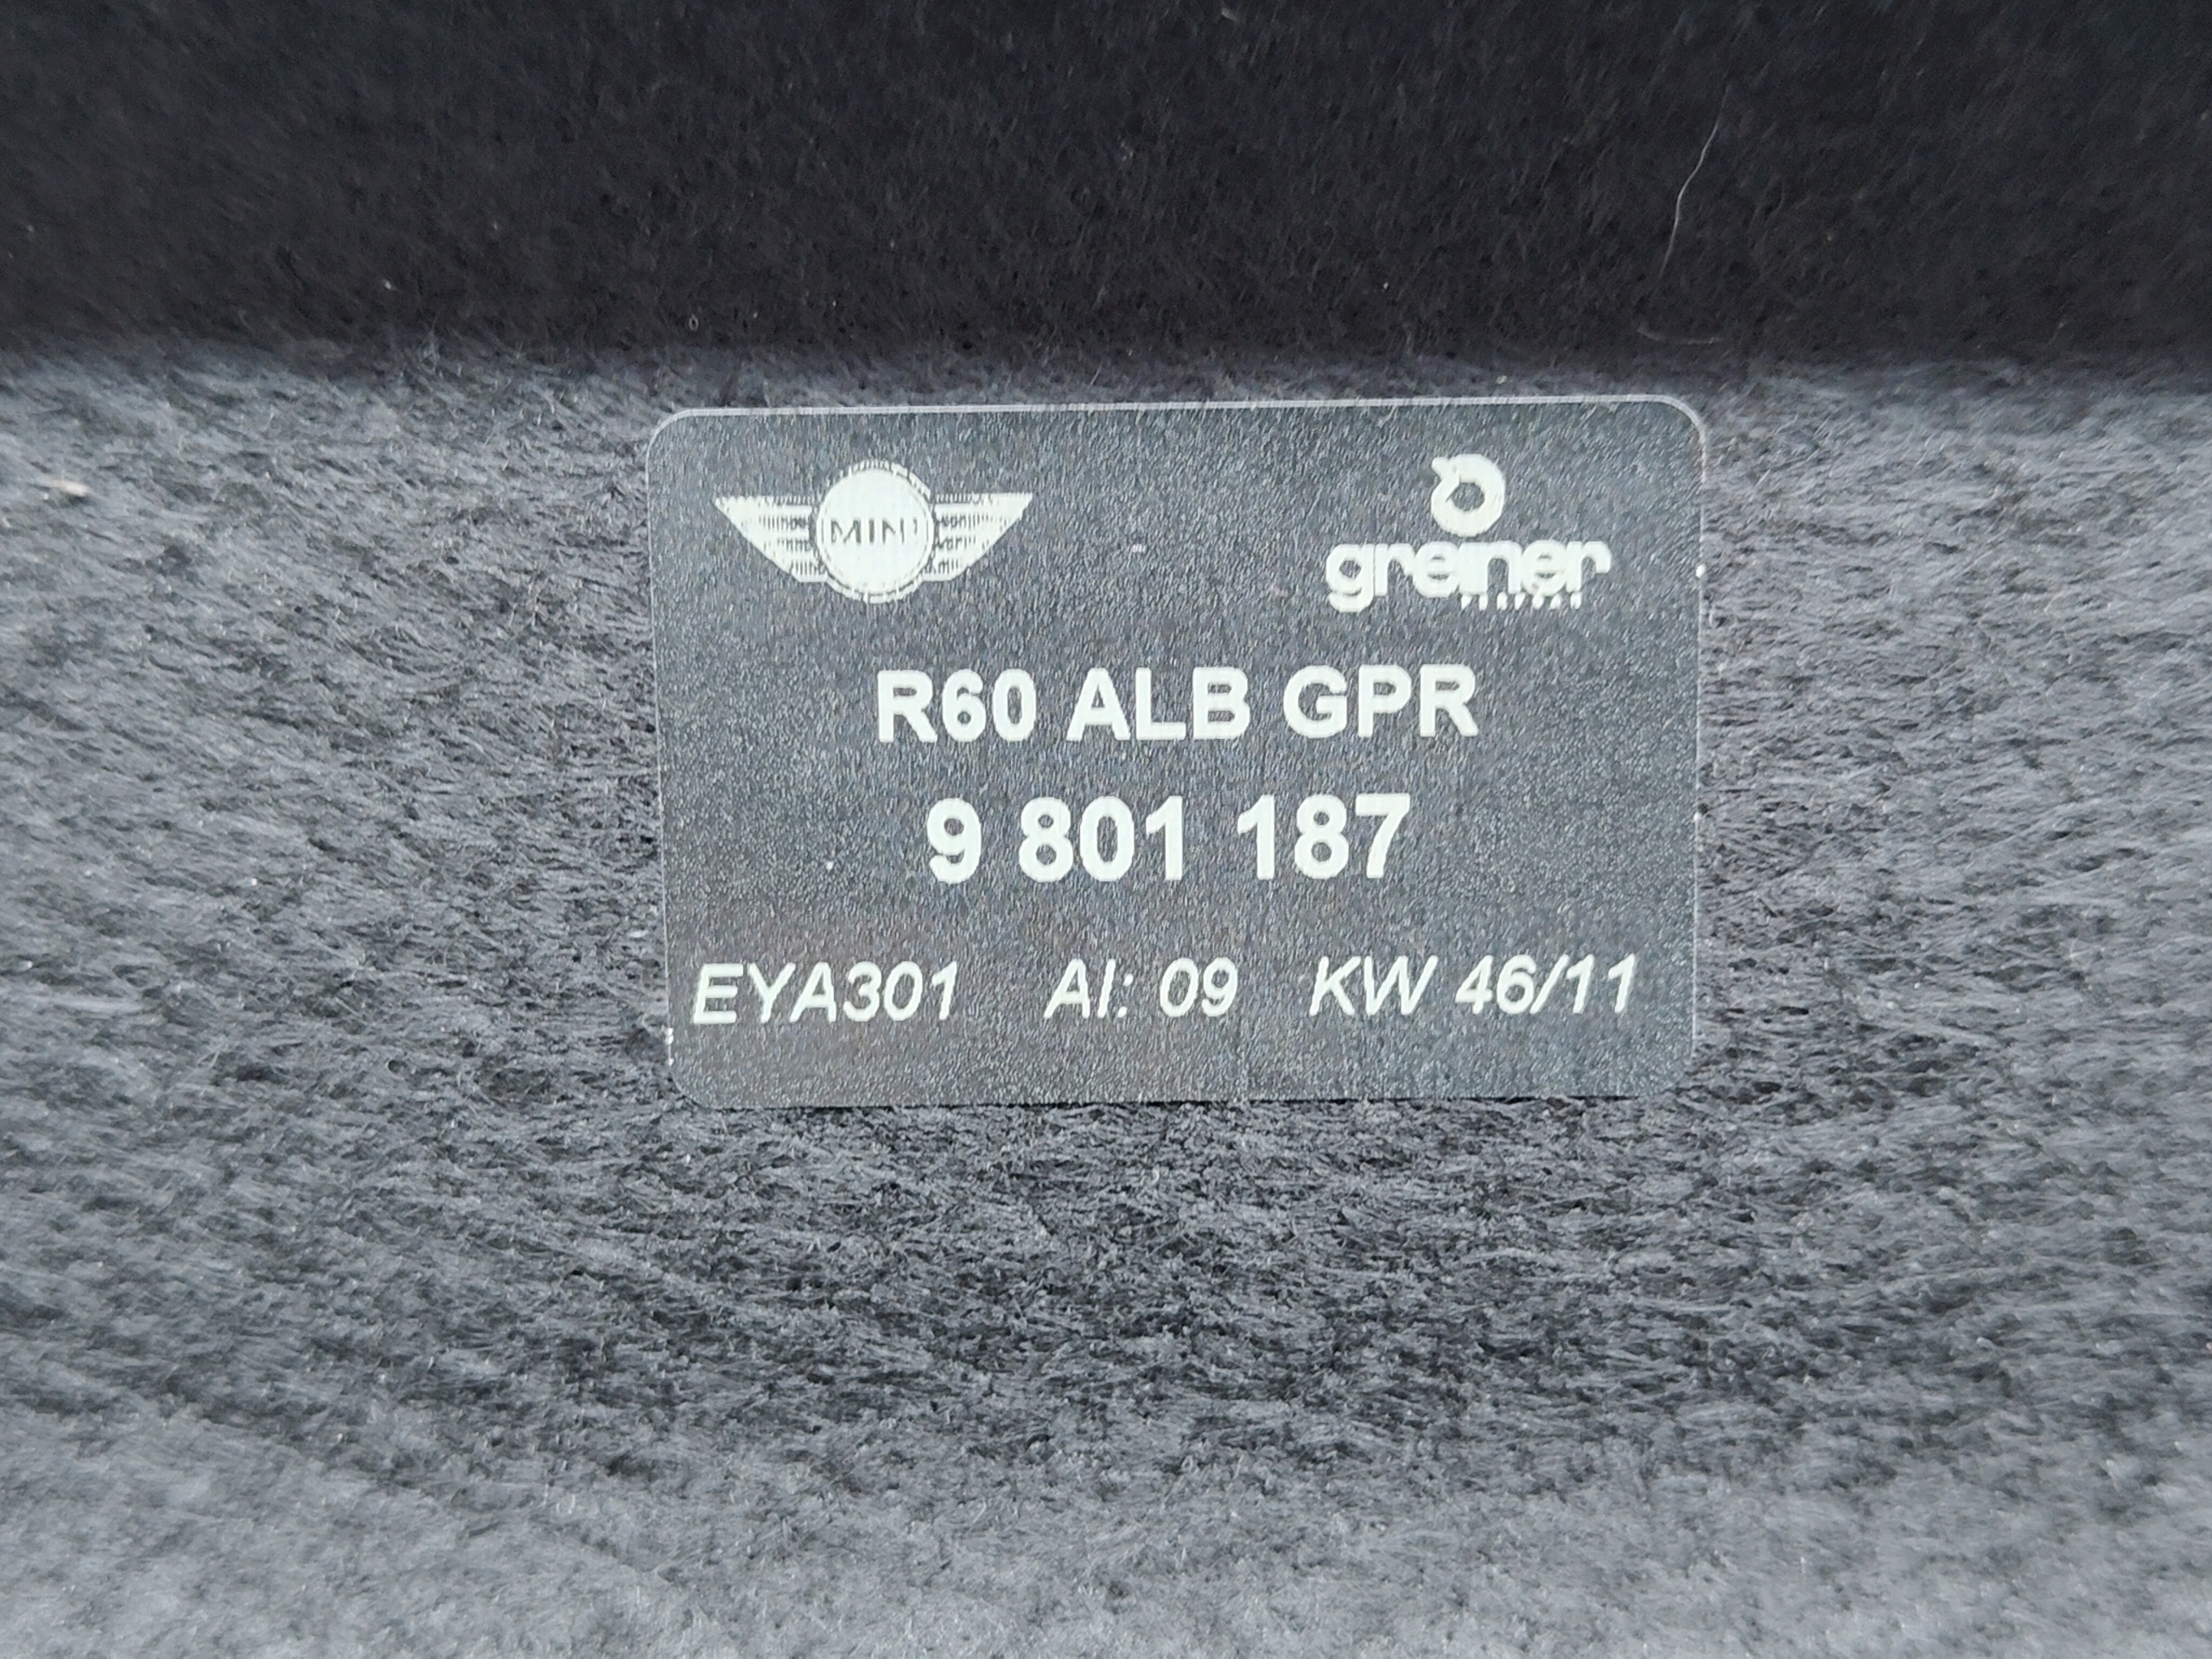 MINI
greiner
R60 ALB GPR
9 801 187
EYA301 AI: 09 KW 46/11